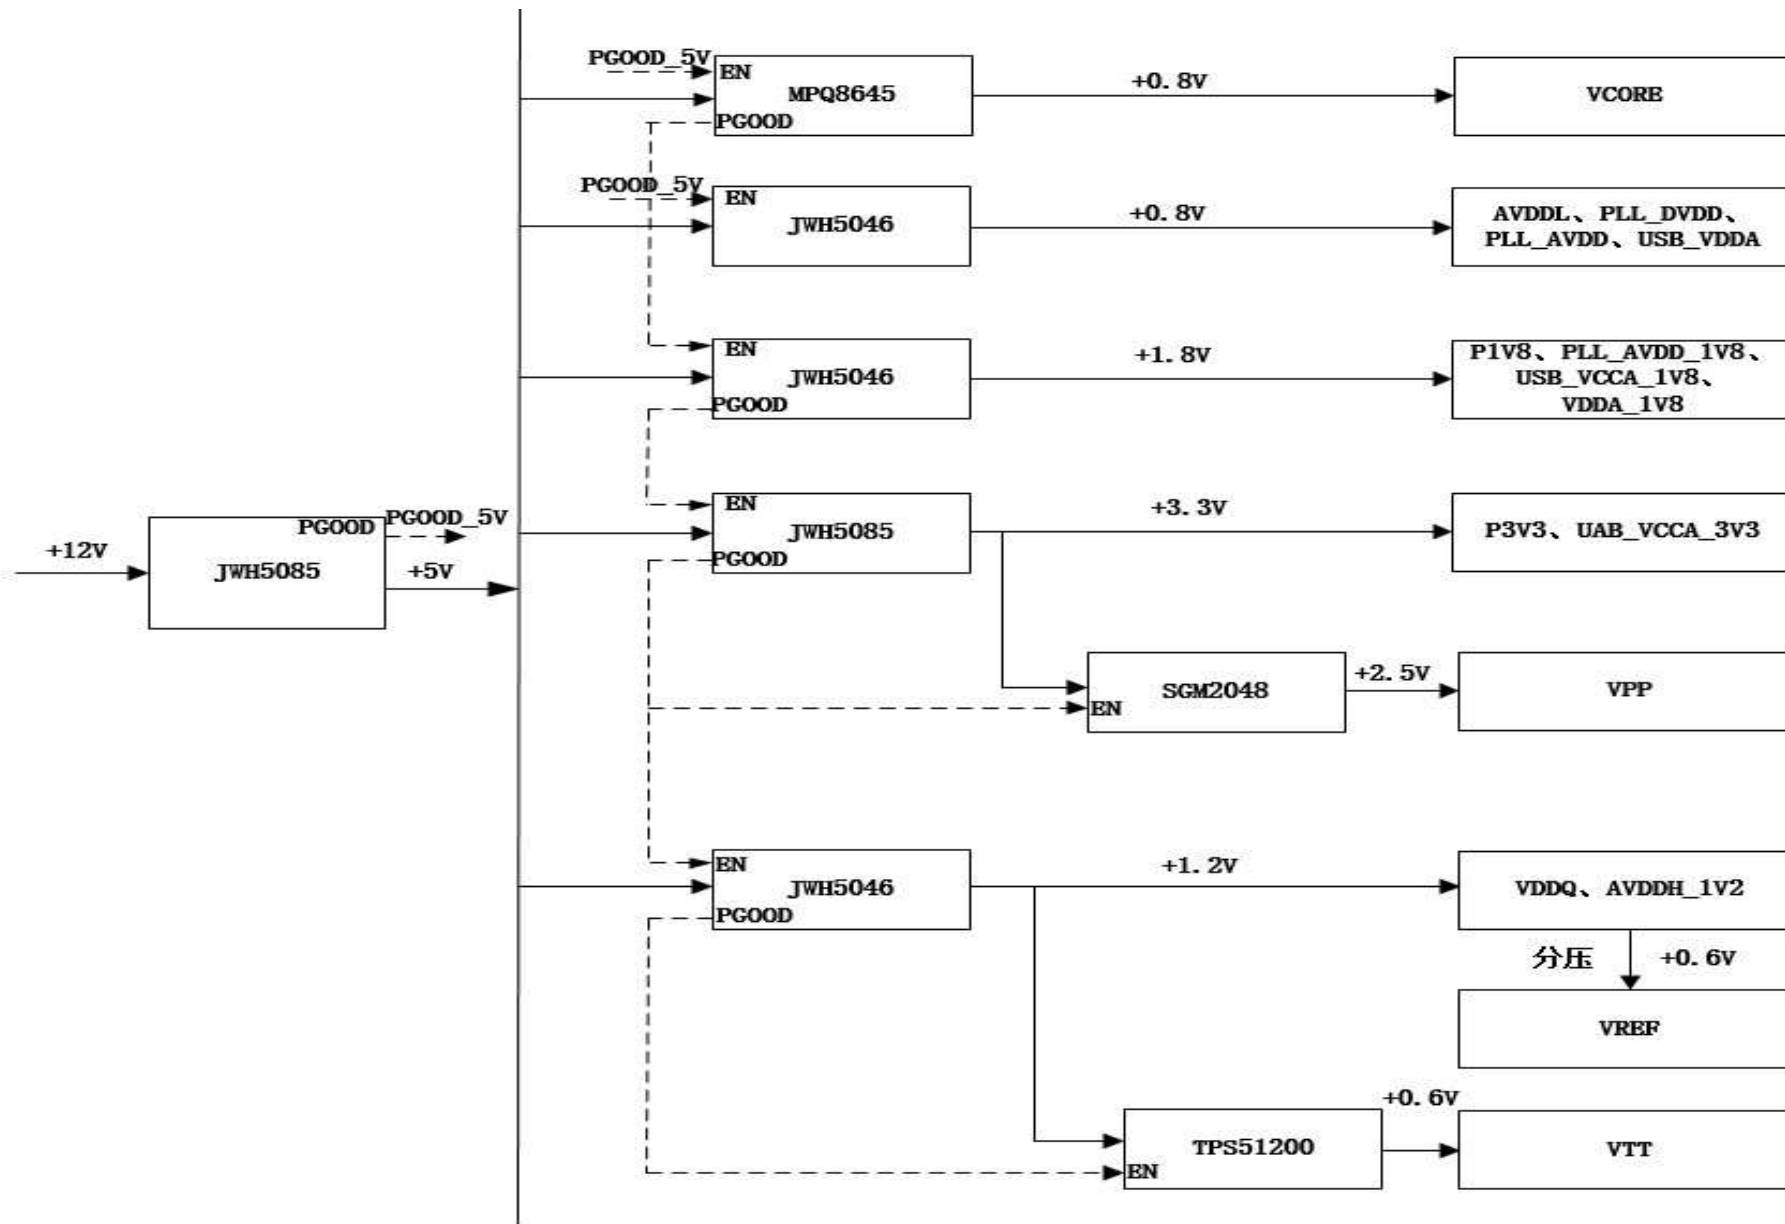 PGOOD_5V
EN
MPQ8645
PGOOD
+0.8V
VCORE
PGOOD_5V
EN
JWH5046
+0.8V
AVDDL、PLL_DVDD、
PLL_AVDD、USB_VDDA
EN
JWH5046
PGOOD
+1.8V
P1V8、PLL_AVDD_1V8、
USB_VCCA_1V8、
VDDA_1V8
+12V
PGOOD
JWH5085
PGOOD_5V
+5V
EN
JWH5085
PGOOD
+3.3V
P3V3、UAB_VCCA_3V3
SGM2048
EN
+2.5V
VPP
EN
JWH5046
PGOOD
+1.2V
VDDQ、AVDDH_1V2
分压
+0.6V
VREF
TPS51200
EN
+0.6V
VTT